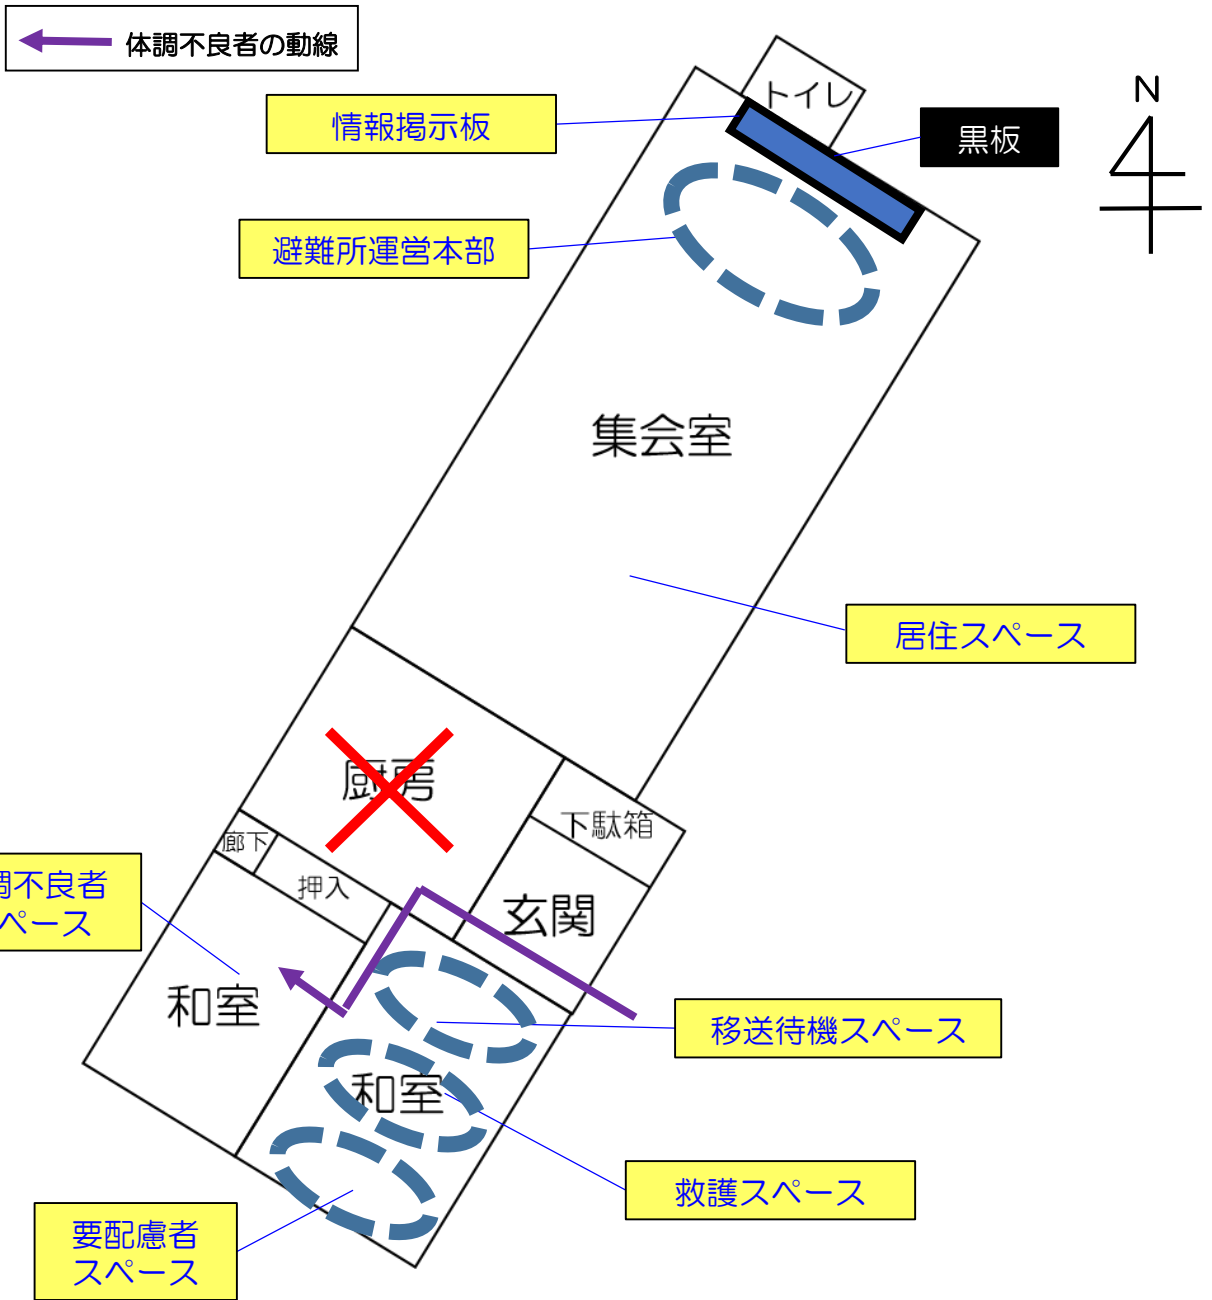 体調不良者の動線
トイレ
N
情報掲示板
黒板
避難所運営本部
集会室
居住スペース
厨房
下駄箱
廊下
押入
調不良者
ペース
玄関
和室
移送待機スペース
和室
救護スペース
要配慮者
スペース